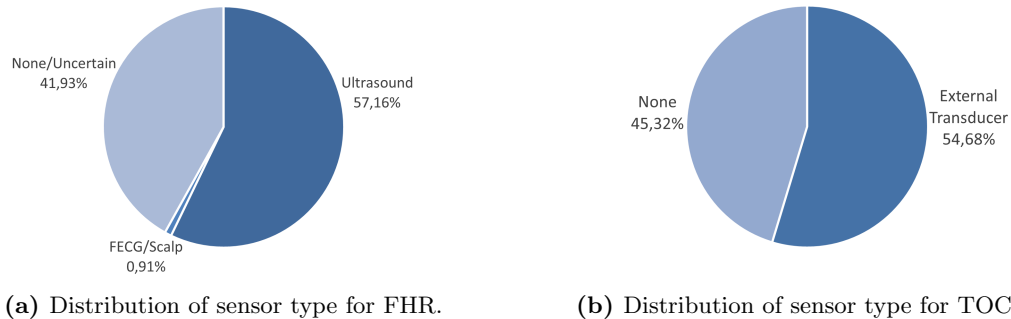 None/Uncertain
41,93%
Ultrasound
57,16%
FECG/Scalp
0,91%
(a) Distribution of sensor type for FHR.
None
45,32%
External
Transducer
54,68%
(b) Distribution of sensor type for TOC